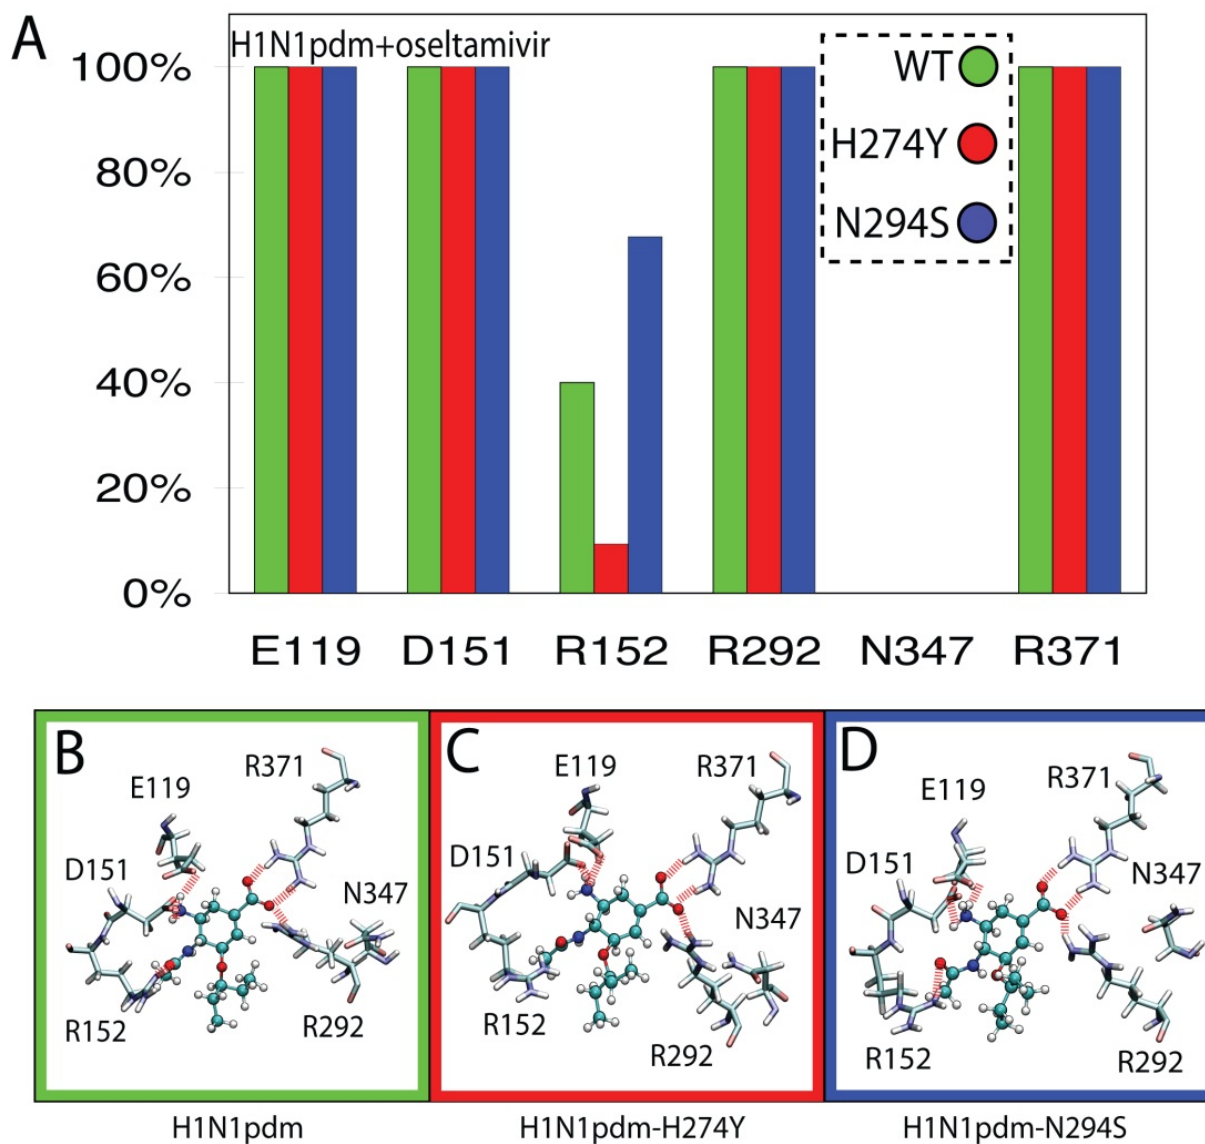 A
H1N1pdm+oseltamivir
100%
80%
60%
40%
20%
0%
WT
H274Y
N294S
E119 D151 R152 R292 N347 R371
B
E119
R371
D151
N347
R152
R292
H1N1pdm
C
E119
R371
D151
N347
R152
R292
H1N1pdm-H274Y
D
E119
R371
D151
N347
R152
R292
H1N1pdm-N294S